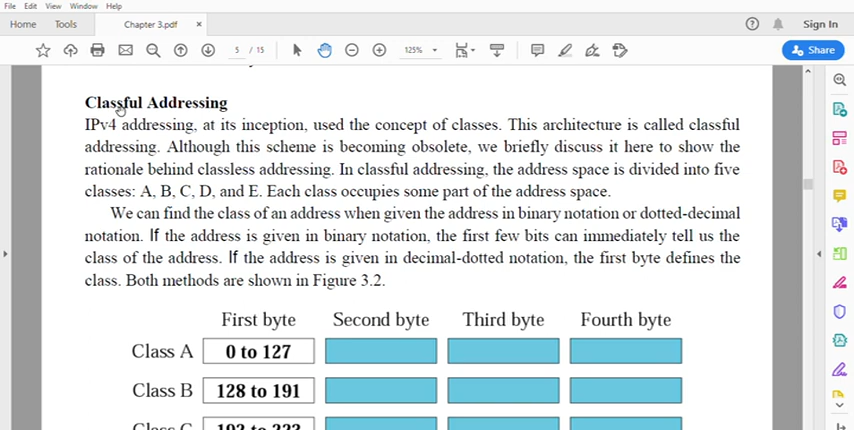 File Edit View Window Help
Home Tools Chapter 3.pdf × Sign In
5 / 15 125% Share
Classful Addressing
IPv4 addressing, at its inception, used the concept of classes. This architecture is called classful
addressing. Although this scheme is becoming obsolete, we briefly discuss it here to show the
rationale behind classless addressing. In classful addressing, the address space is divided into five
classes: A, B, C, D, and E. Each class occupies some part of the address space.
We can find the class of an address when given the address in binary notation or dotted-decimal
notation. If the address is given in binary notation, the first few bits can immediately tell us the
class of the address. If the address is given in decimal-dotted notation, the first byte defines the
class. Both methods are shown in Figure 3.2.
First byte Second byte Third byte Fourth byte
Class A 0 to 127
Class B 128 to 191
Class C 192 to 223